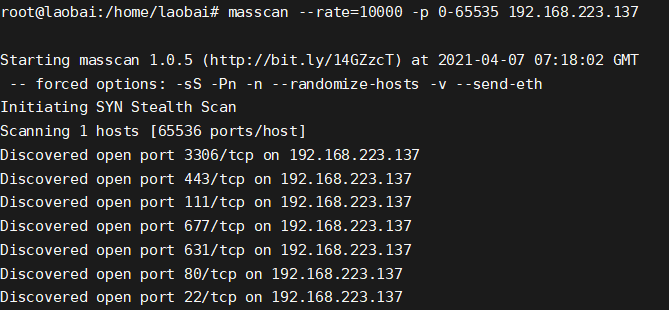 root@laobai:/home/laobai# masscan --rate=10000 -p 0-65535 192.168.223.137
Starting masscan 1.0.5 (http://bit.ly/14GZzcT) at 2021-04-07 07:18:02 GMT
 -- forced options: -sS -Pn -n --randomize-hosts -v --send-eth
Initiating SYN Stealth Scan
Scanning 1 hosts [65536 ports/host]
Discovered open port 3306/tcp on 192.168.223.137
Discovered open port 443/tcp on 192.168.223.137
Discovered open port 111/tcp on 192.168.223.137
Discovered open port 677/tcp on 192.168.223.137
Discovered open port 631/tcp on 192.168.223.137
Discovered open port 80/tcp on 192.168.223.137
Discovered open port 22/tcp on 192.168.223.137